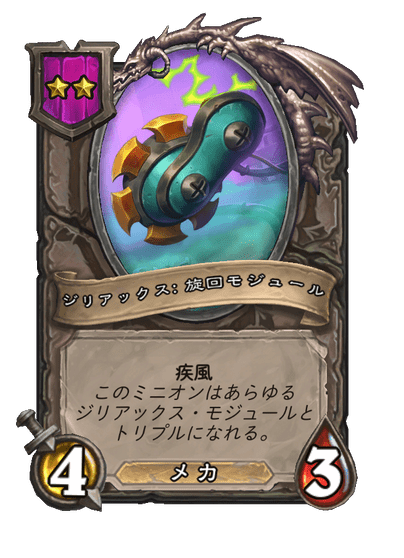 ジリアックス: 旋回モジュール
疾風
このミニオンはあらゆる
ジリアックス・モジュールと
トリプルになれる。
4
メカ
3